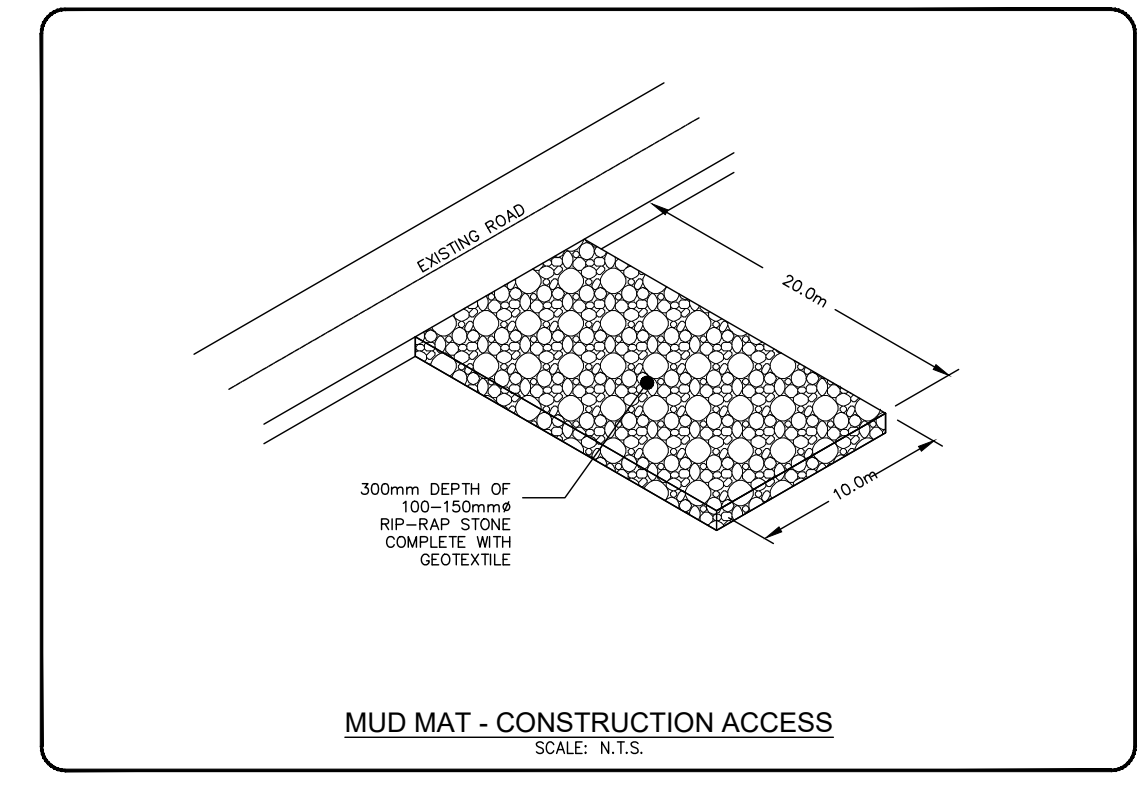 EXISTING ROAD
20.0m
10.0m
300mm DEPTH OF
100-150mmø
RIP-RAP STONE
COMPLETE WITH
GEOTEXTILE
MUD MAT - CONSTRUCTION ACCESS
SCALE: N.T.S.